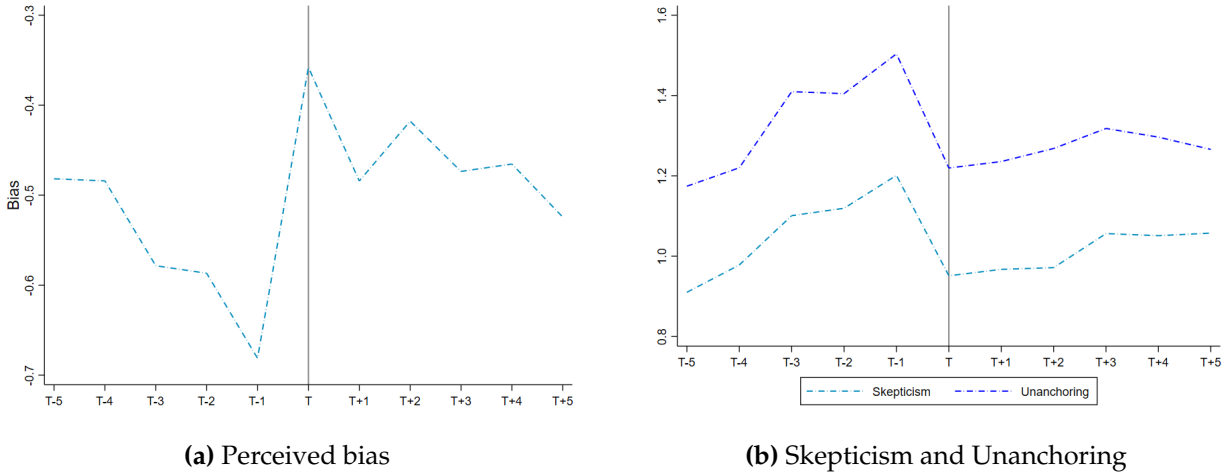 -0.3
-0.4
-0.5
-0.6
-0.7
Bias
T-5 T-4 T-3 T-2 T-1 T T+1 T+2 T+3 T+4 T+5
(a) Perceived bias
1.6
1.4
1.2
1.0
0.8
T-5 T-4 T-3 T-2 T-1 T T+1 T+2 T+3 T+4 T+5
Skepticism Unanchoring
(b) Skepticism and Unanchoring